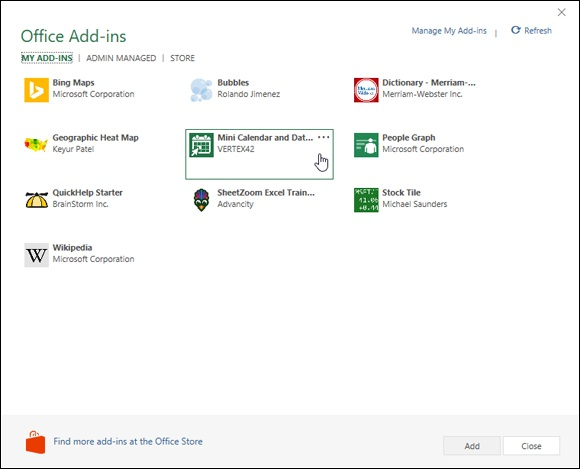 Office Add-ins
Manage My Add-ins | Refresh
MY ADD-INS | ADMIN MANAGED | STORE
Bing Maps
Microsoft Corporation
Bubbles
Rolando Jimenez
Dictionary - Merriam-...
Merriam-Webster Inc.
Geographic Heat Map
Keyur Patel
Mini Calendar and Dat... ...
VERTEX42
People Graph
Microsoft Corporation
QuickHelp Starter
BrainStorm Inc.
SheetZoom Excel Train...
Advancity
Stock Tile
Michael Saunders
W
Wikipedia
Microsoft Corporation
Find more add-ins at the Office Store
Add
Close